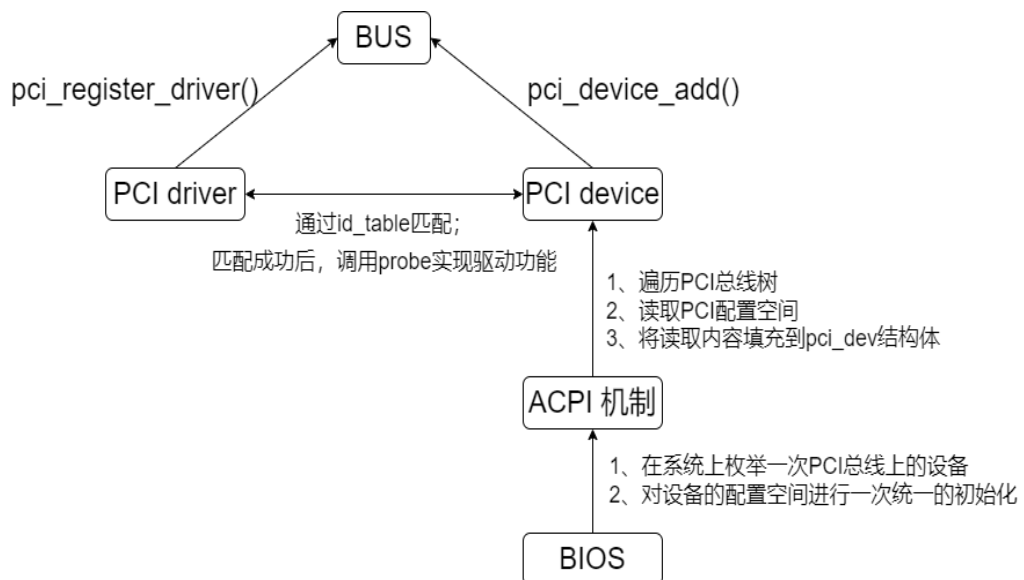 BUS
pci_register_driver()
pci_device_add()
PCI driver
PCI device
通过id_table匹配；
匹配成功后，调用probe实现驱动功能
1、遍历PCI总线树
2、读取PCI配置空间
3、将读取内容填充到pci_dev结构体
ACPI 机制
1、在系统上枚举一次PCI总线上的设备
2、对设备的配置空间进行一次统一的初始化
BIOS